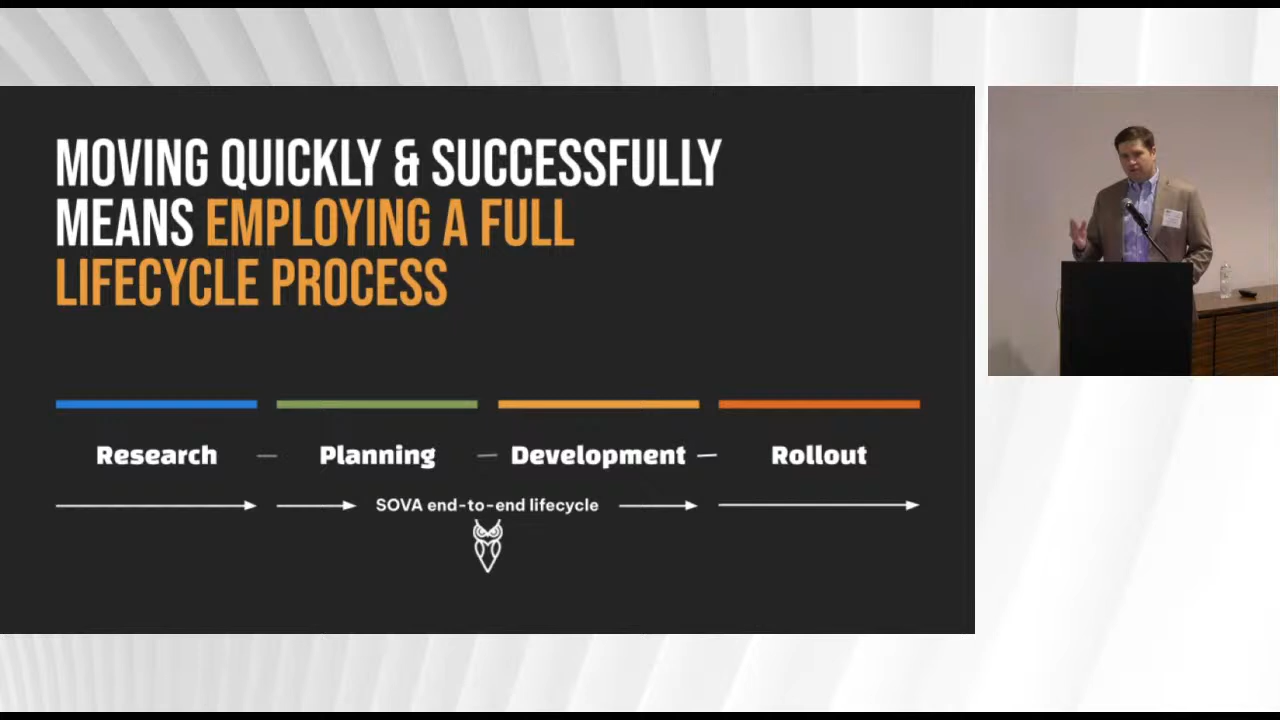 MOVING QUICKLY & SUCCESSFULLY
MEANS EMPLOYING A FULL
LIFECYCLE PROCESS
Research — Planning — Development — Rollout
SOVA end-to-end lifecycle